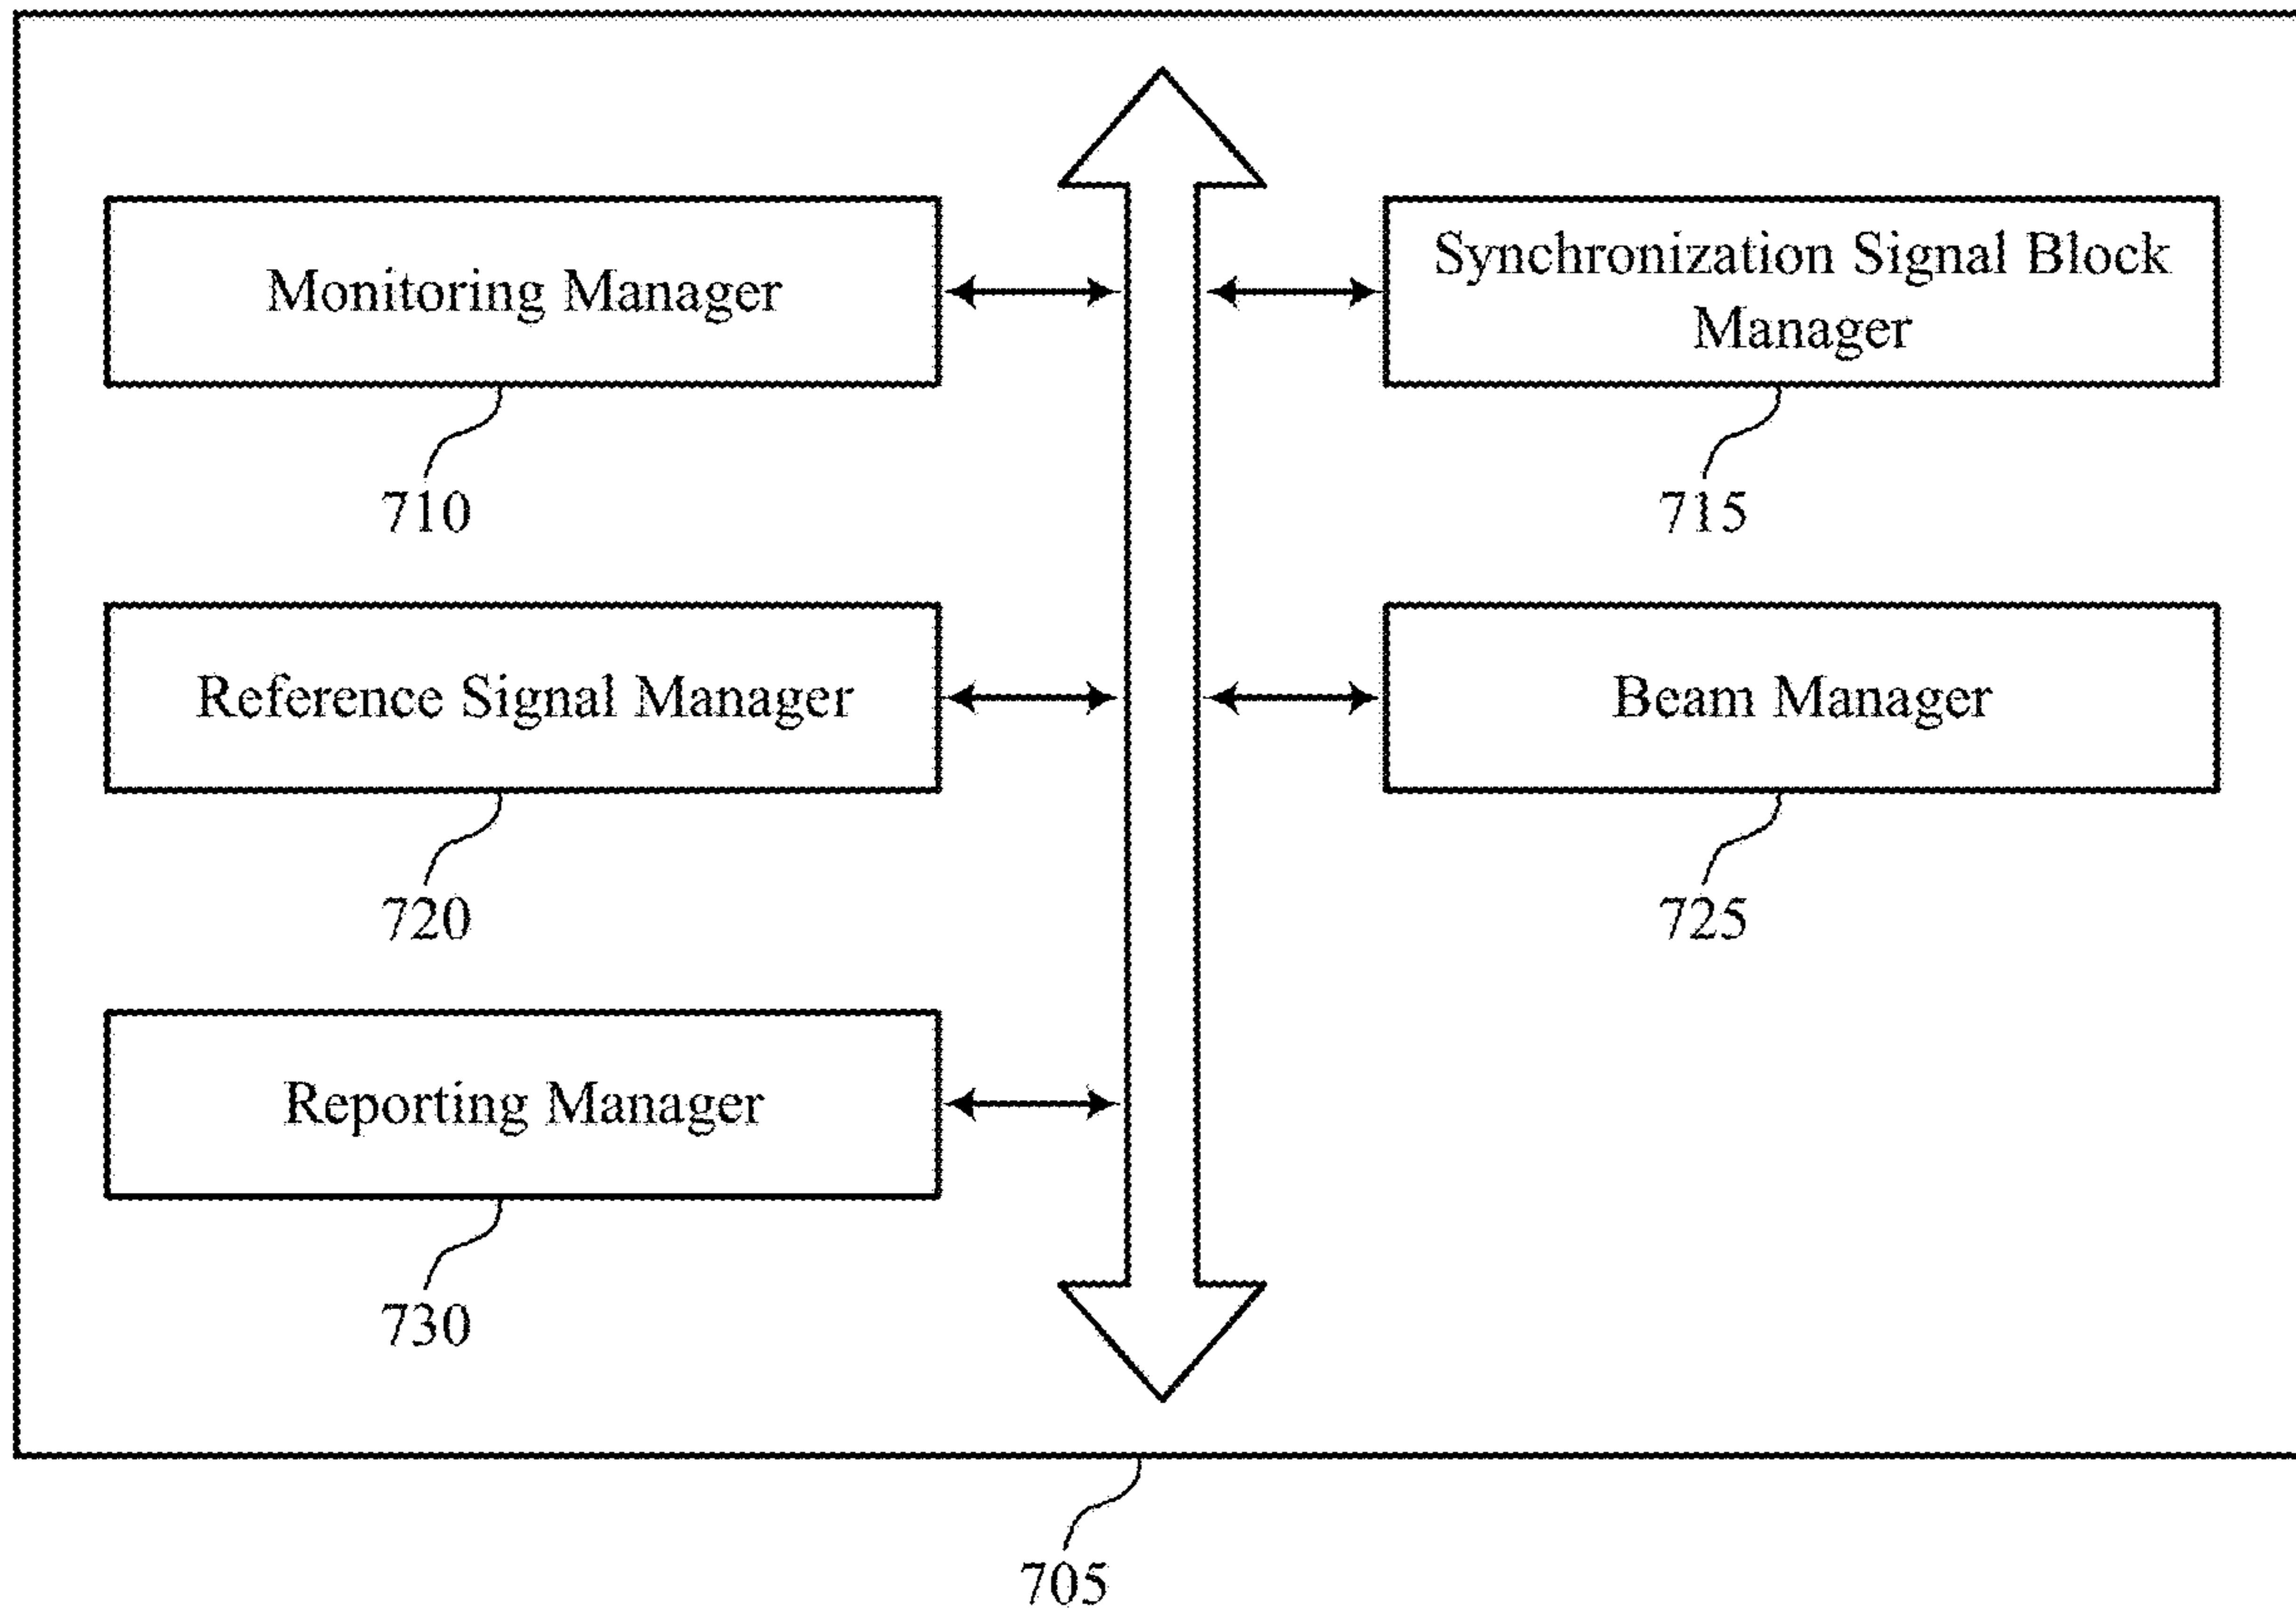 Monitoring Manager
Synchronization Signal Block
Manager
710
715
Reference Signal Manager
Beam Manager
720
725
Reporting Manager
730
705